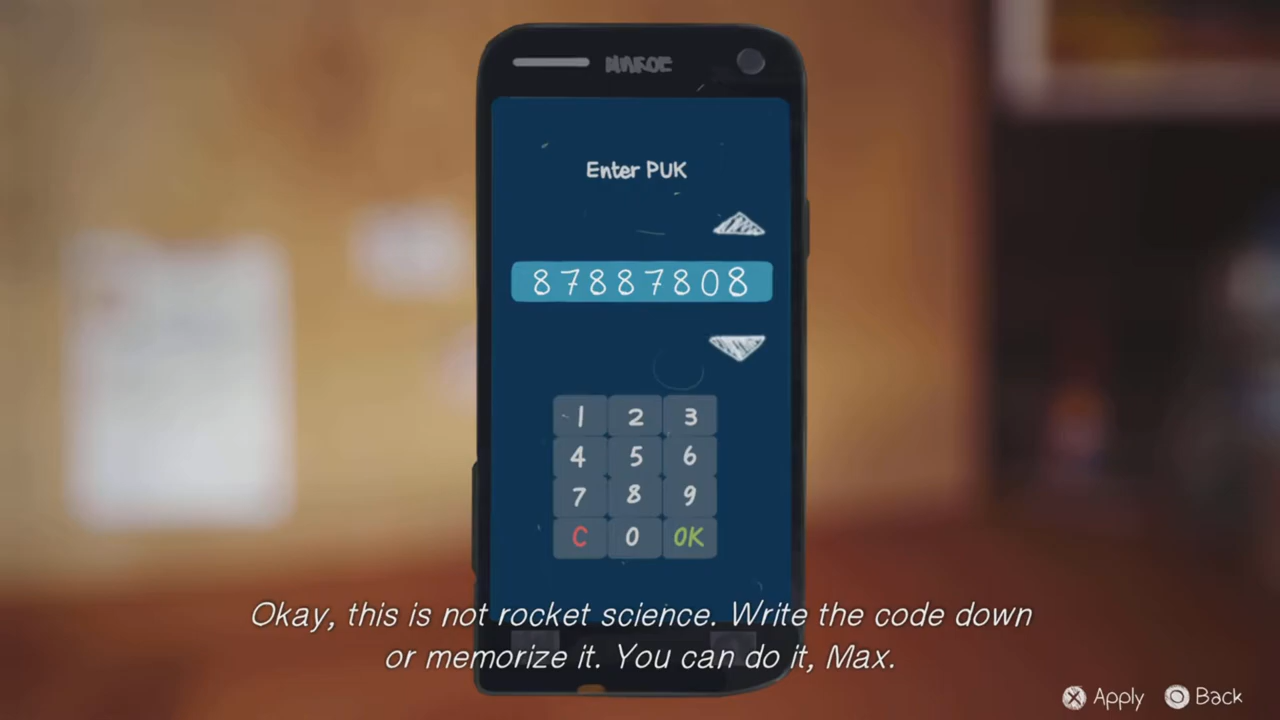 Enter PUK
87887808
1 2 3
4 5 6
7 8 9
C 0 OK
Okay, this is not rocket science. Write the code down
or memorize it. You can do it, Max.
Apply Back